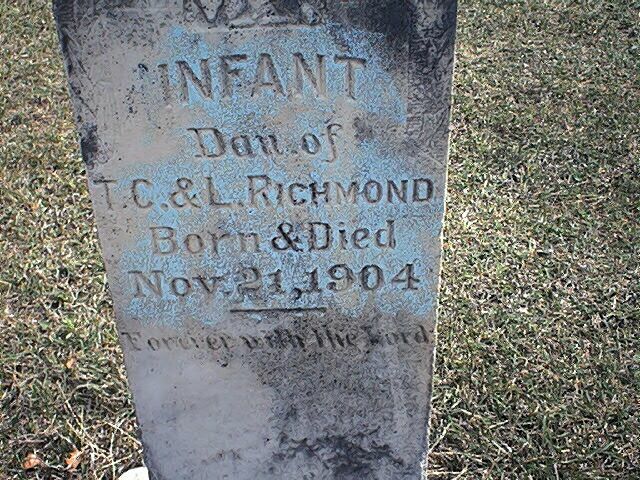 INFANT
Dau. of
T.C. & L. RICHMOND
Born & Died
Nov. 21, 1904
Forever with the Lord